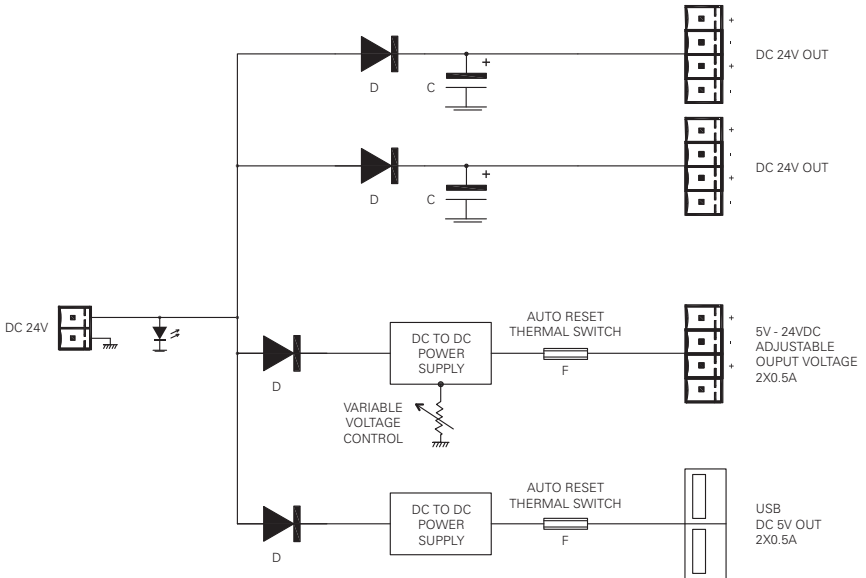 +
-
+
-
DC 24V OUT
D
C
+
+
-
+
-
DC 24V OUT
D
C
+
DC 24V
AUTO RESET
THERMAL SWITCH
F
DC TO DC
POWER
SUPPLY
D
VARIABLE
VOLTAGE
CONTROL
+
-
+
5V - 24VDC
ADJUSTABLE
OUPUT VOLTAGE
2X0.5A
AUTO RESET
THERMAL SWITCH
F
DC TO DC
POWER
SUPPLY
D
USB
DC 5V OUT
2X0.5A